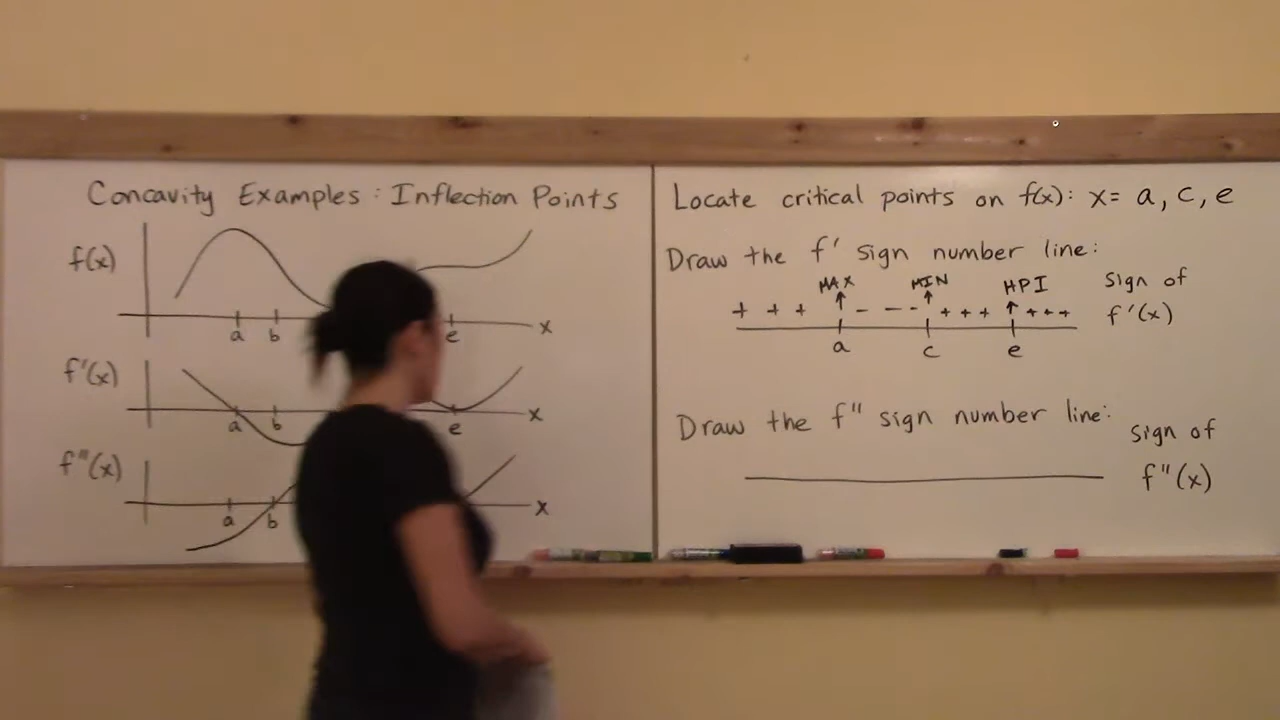 Concavity Examples : Inflection Points
f(x)
a b e x
f'(x)
a b e x
f"(x)
a b x
Locate critical points on f(x): x= a, c, e
Draw the f' sign number line:
MAX MIN HPI sign of
+ + + - - - - + + + + + + f'(x)
a c e
Draw the f" sign number line:
sign of
f"(x)